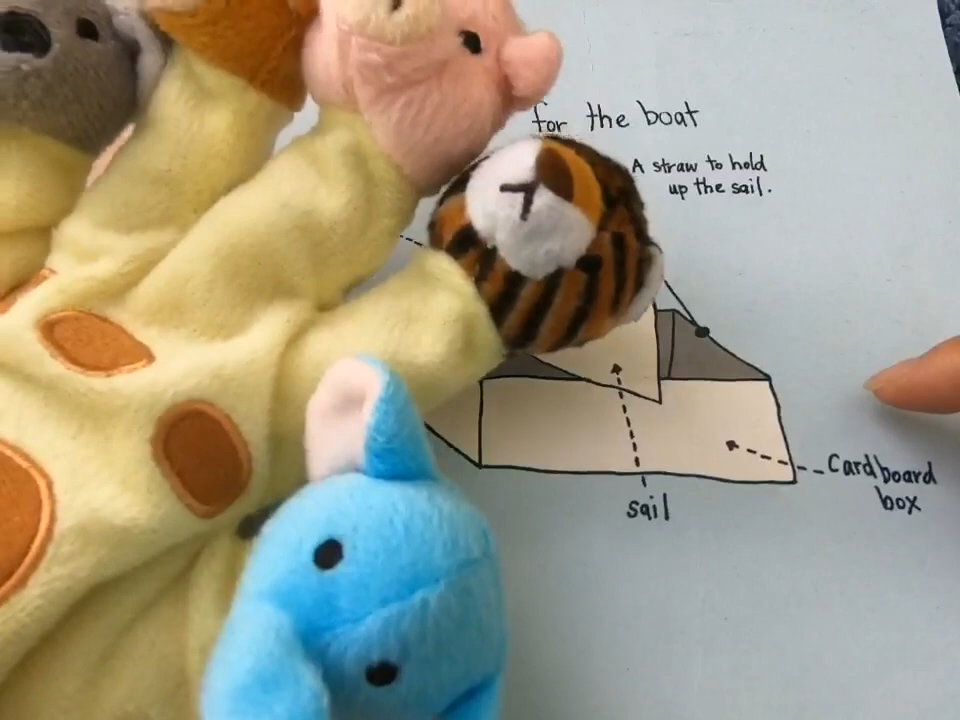 for the boat
A straw to hold
up the sail.
Cardboard
box
sail